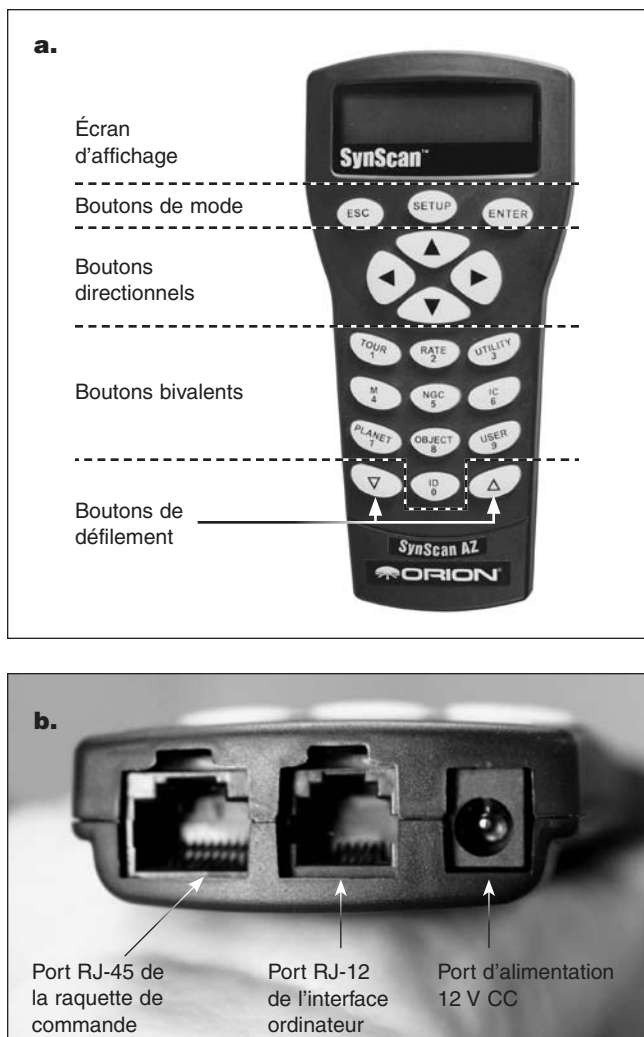 a.
Écran
d'affichage
SynScan™
Boutons de mode
ESC
SETUP
ENTER
Boutons
directionnels
TOUR
1
RATE
2
UTILITY
3
Boutons bivalents
M
4
NGC
5
IC
6
PLANET
7
OBJECT
8
USER
9
Boutons de
défilement
ID
0
SynScan AZ
ORION®
b.
Port RJ-45 de
la raquette de
commande
Port RJ-12
de l'interface
ordinateur
Port d'alimentation
12 V CC